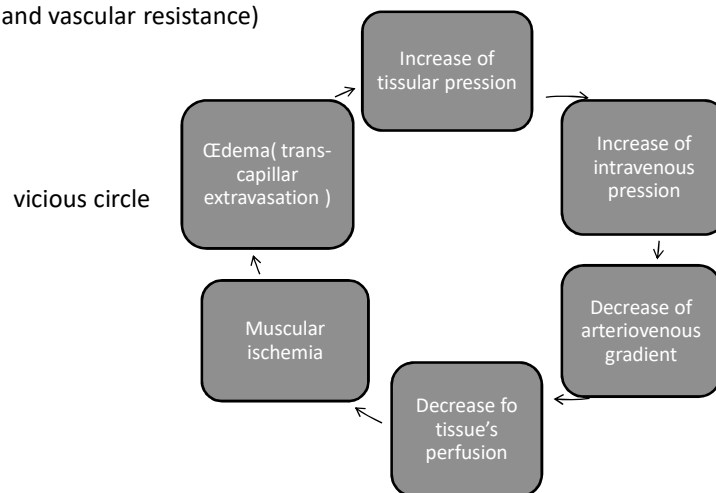 and vascular resistance)
Increase of
tissular pression
Increase of
intravenous
pression
Decrease of
arteriovenous
gradient
Decrease fo
tissue’s
perfusion
Muscular
ischemia
Œdema( trans-
capillar
extravasation )
vicious circle